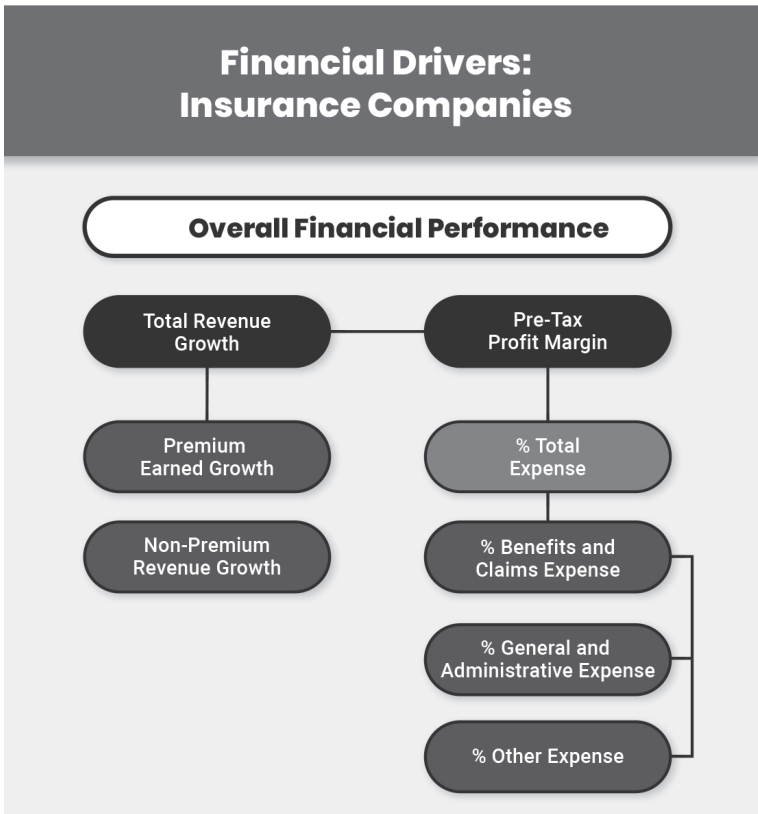 Financial Drivers:
Insurance Companies
Overall Financial Performance
Total Revenue
Growth
Pre-Tax
Profit Margin
Premium
Earned Growth
% Total
Expense
Non-Premium
Revenue Growth
% Benefits and
Claims Expense
% General and
Administrative Expense
% Other Expense